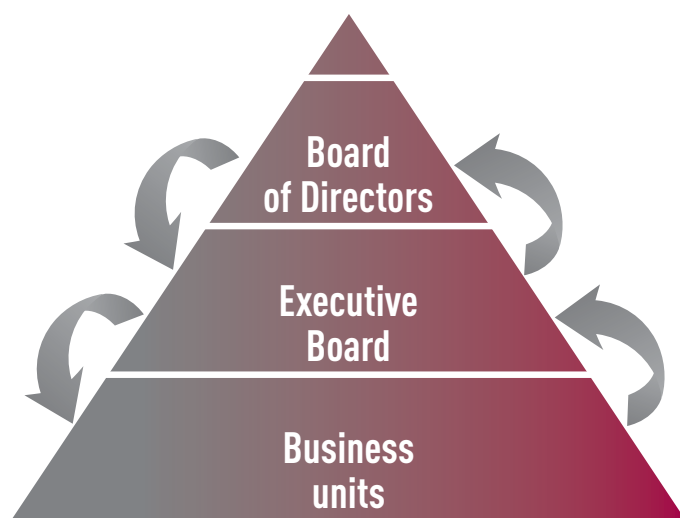 Board
of Directors
Executive
Board
Business
units